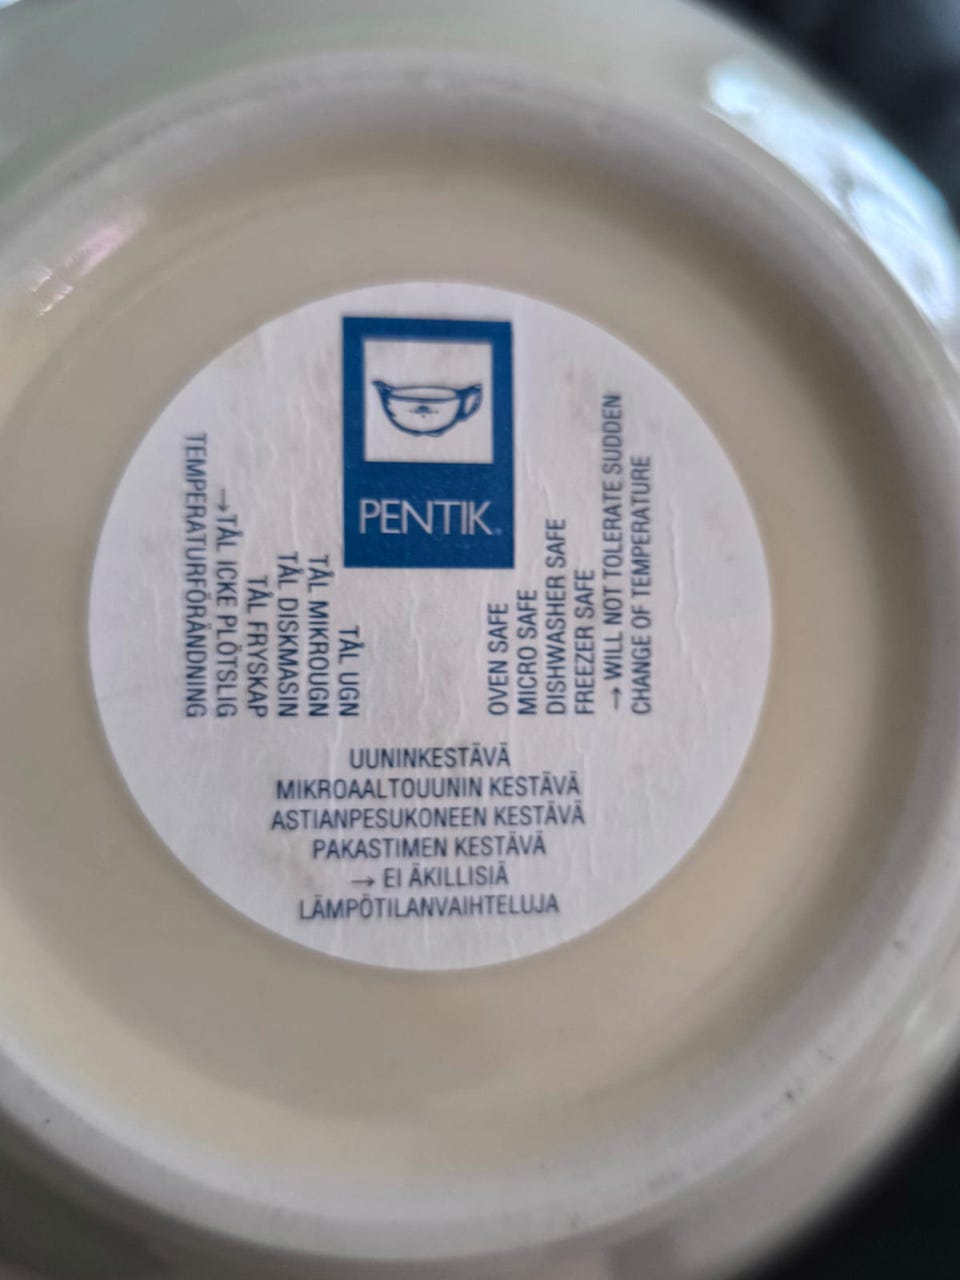 PENTIK
TÅL UGN
TÅL MIKROUGN
TÅL DISKMASIN
TÅL FRYSKAP
→TÅL ICKE PLÖTSLIG
TEMPERATURFÖRÄNDNING
OVEN SAFE
MICRO SAFE
DISHWASHER SAFE
FREEZER SAFE
→ WILL NOT TOLERATE SUDDEN
CHANGE OF TEMPERATURE
UUNINKESTÄVÄ
MIKROAALTOUUNIN KESTÄVÄ
ASTIANPESUKONEEN KESTÄVÄ
PAKASTIMEN KESTÄVÄ
→ EI ÄKILLISIÄ
LÄMPÖTILANVAIHTELUJA